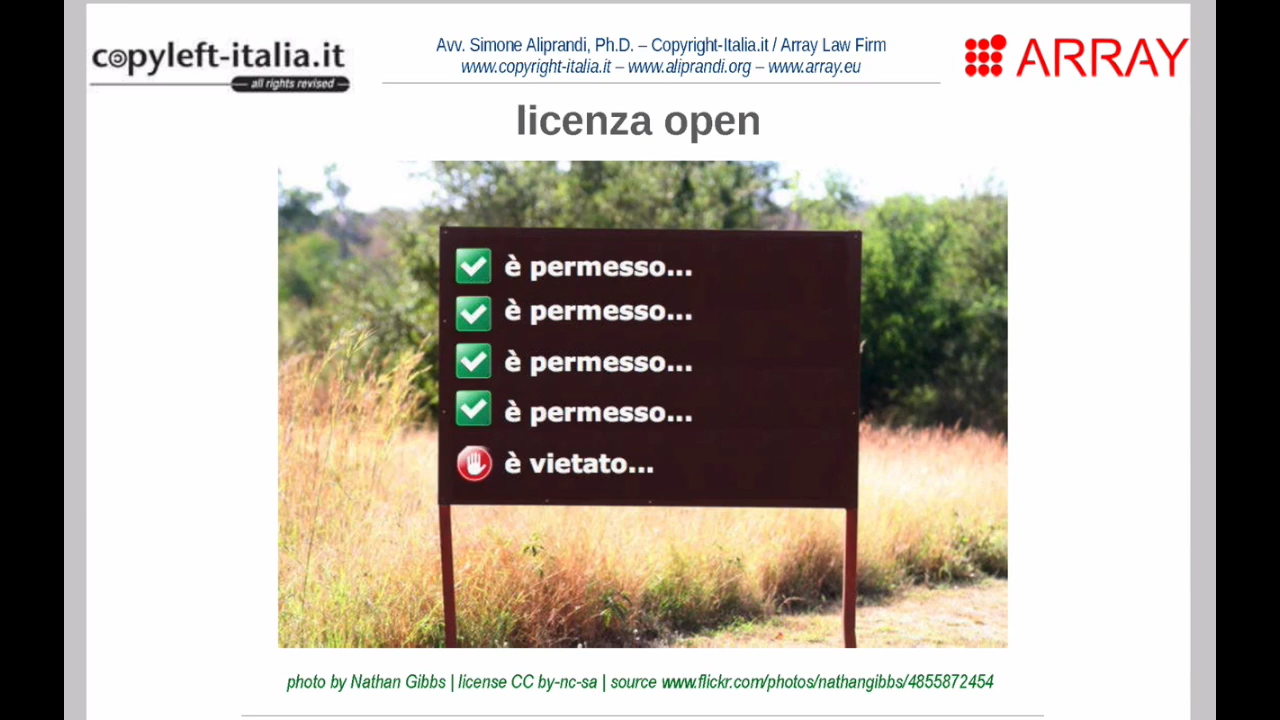 copyleft-italia.it
all rights revised
Avv. Simone Aliprandi, Ph.D. – Copyright-Italia.it / Array Law Firm
www.copyright-italia.it – www.aliprandi.org – www.array.eu
ARRAY
licenza open
è permesso...
è permesso...
è permesso...
è permesso...
è vietato...
photo by Nathan Gibbs | license CC by-nc-sa | source www.flickr.com/photos/nathangibbs/4855872454